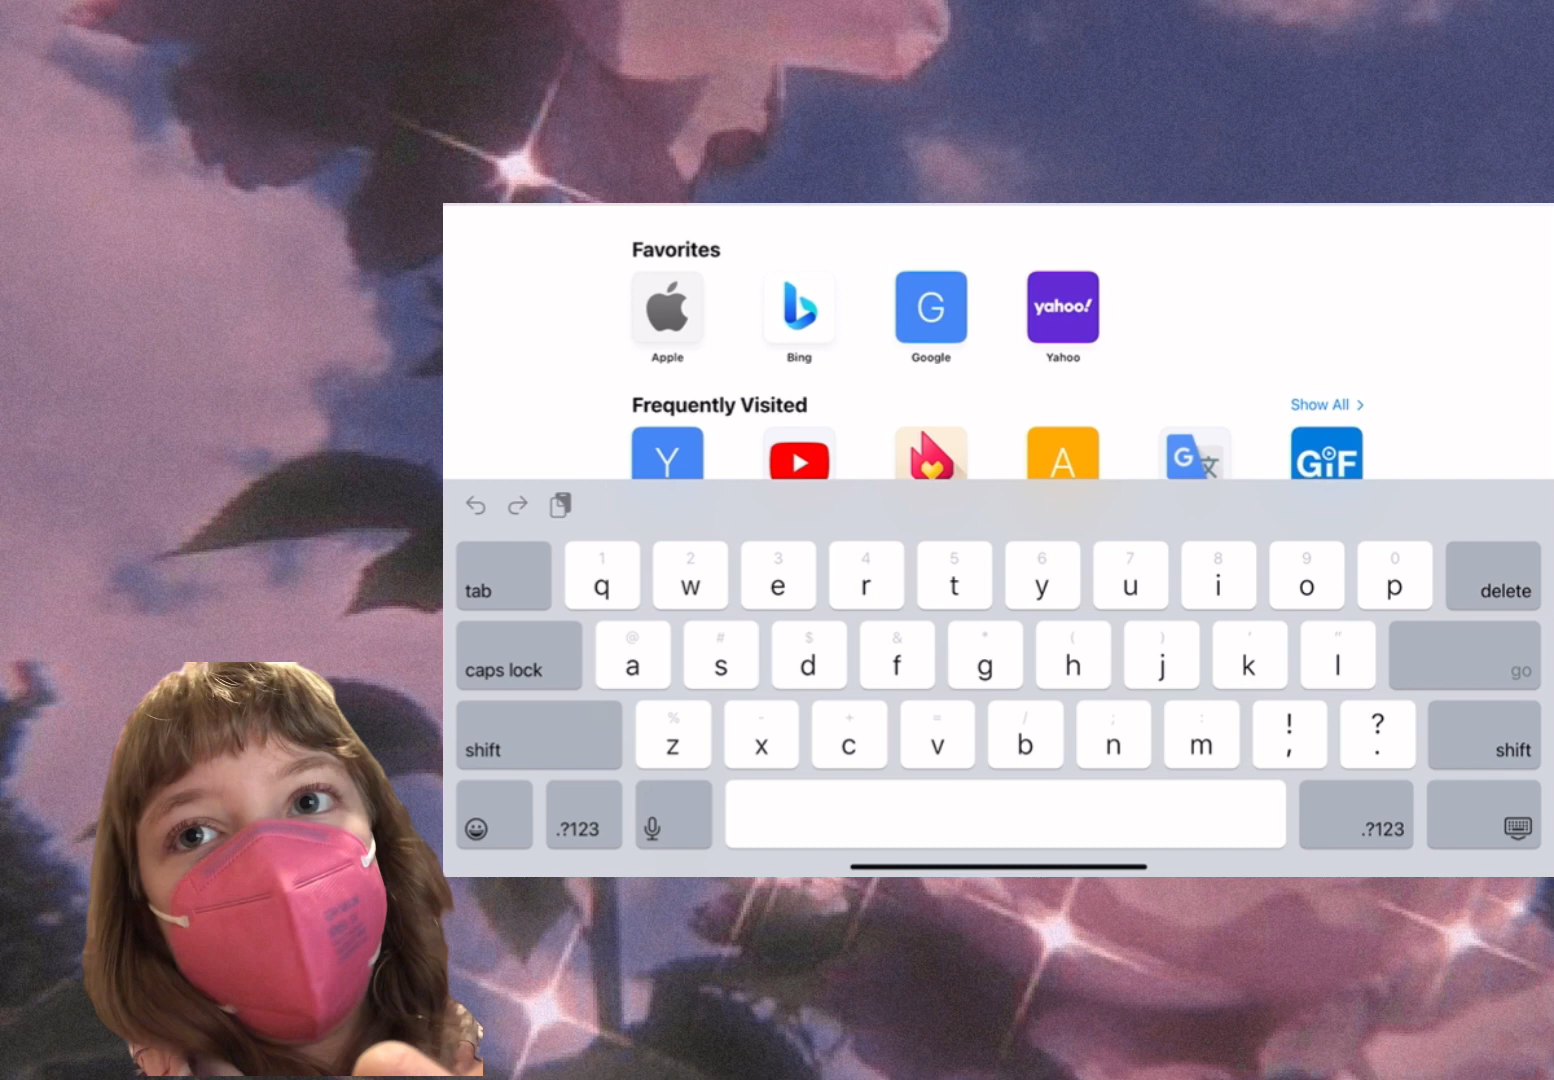 Favorites
Apple Bing G Google yahoo! Yahoo
Frequently Visited Show All >
Y A G 文 GIF
1 2 3 4 5 6 7 8 9 0
tab q w e r t y u i o p delete
@ # $ & * ( ) ' "
caps lock a s d f g h j k l go
% - + = / ; : ! ?
shift z x c v b n m , . shift
.?123 .?123